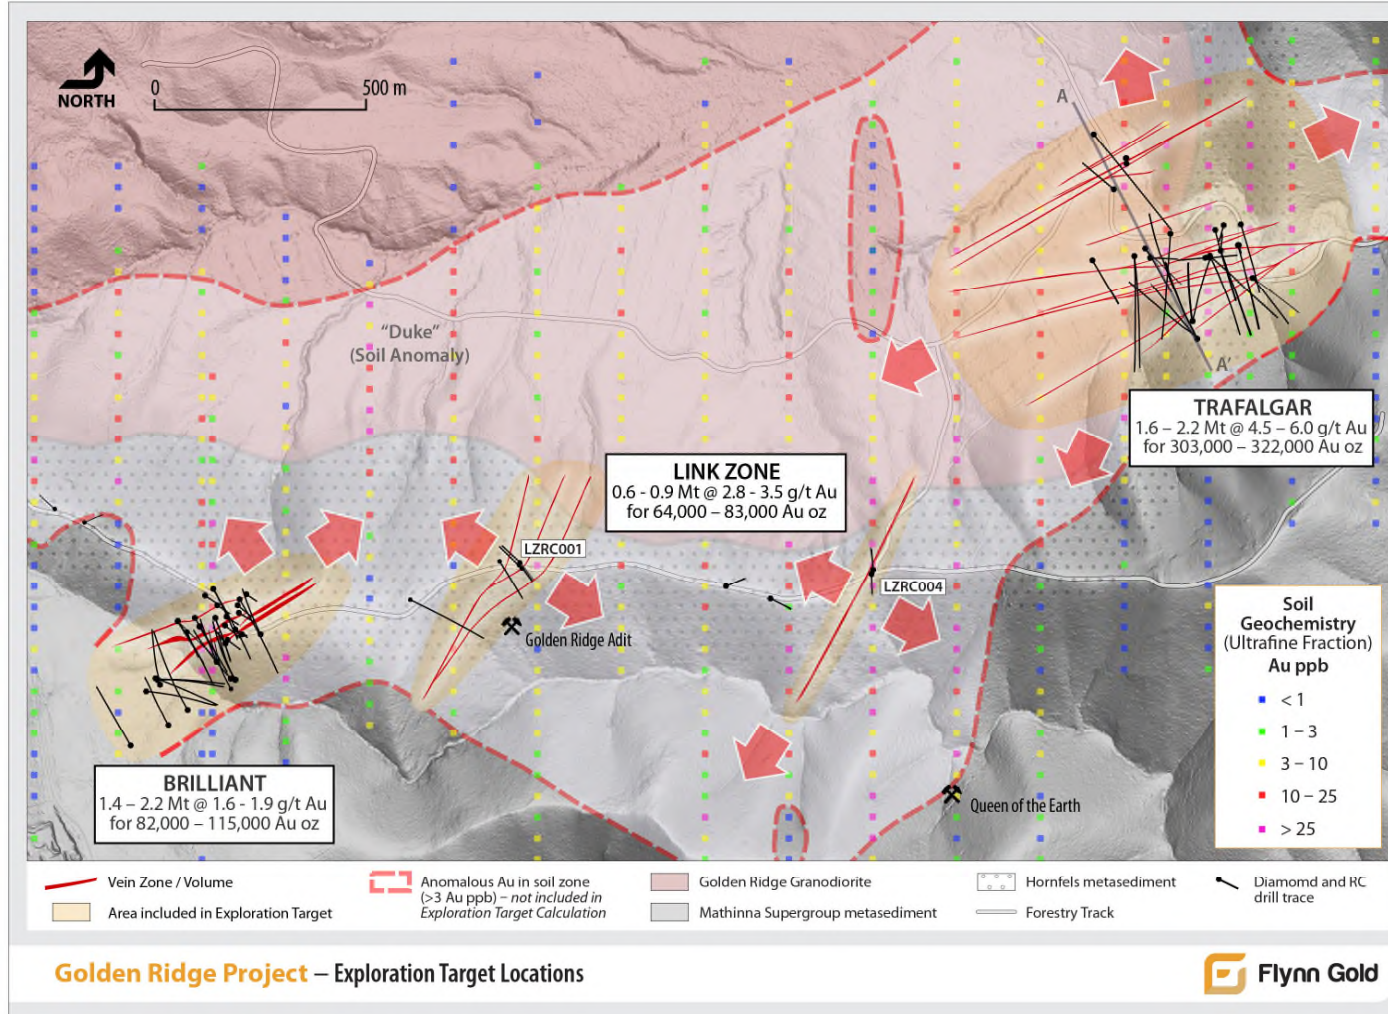 NORTH
0
500 m
A
A'
"Duke"
(Soil Anomaly)
TRAFALGAR
1.6 – 2.2 Mt @ 4.5 – 6.0 g/t Au
for 303,000 – 322,000 Au oz
LINK ZONE
0.6 - 0.9 Mt @ 2.8 - 3.5 g/t Au
for 64,000 – 83,000 Au oz
LZRC001
LZRC004
Golden Ridge Adit
Queen of the Earth
BRILLIANT
1.4 – 2.2 Mt @ 1.6 - 1.9 g/t Au
for 82,000 – 115,000 Au oz
Soil
Geochemistry
(Ultrafine Fraction)
Au ppb
< 1
1 – 3
3 – 10
10 – 25
> 25
Vein Zone / Volume
Area included in Exploration Target
Anomalous Au in soil zone
(>3 Au ppb) – not included in
Exploration Target Calculation
Golden Ridge Granodiorite
Mathinna Supergroup metasediment
Hornfels metasediment
Forestry Track
Diamomd and RC
drill trace
Golden Ridge Project – Exploration Target Locations
Flynn Gold